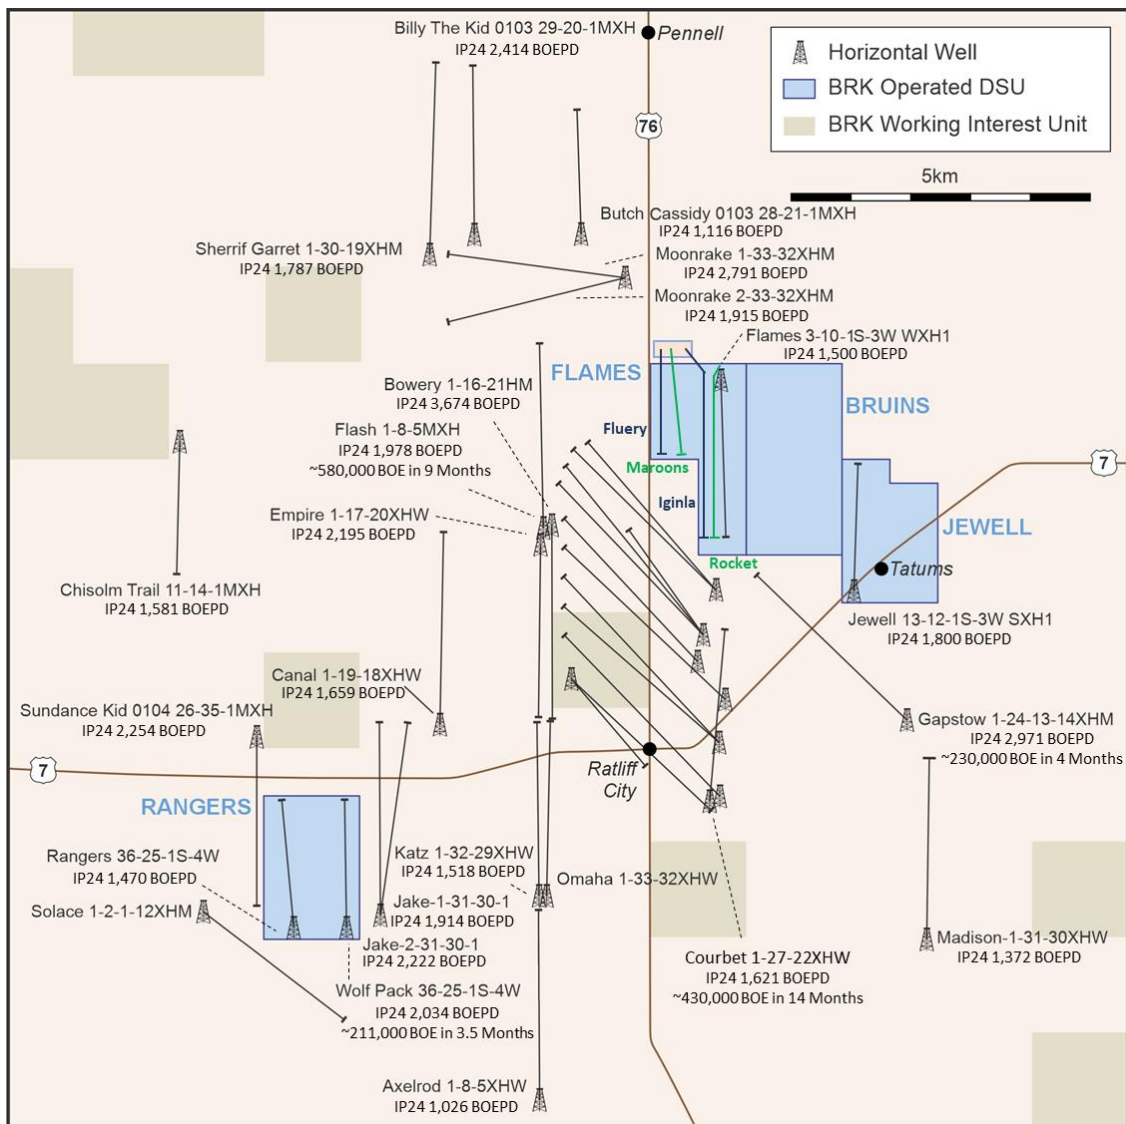 Billy The Kid 0103 29-20-1MXH
IP24 2,414 BOEPD
Pennell
Horizontal Well
BRK Operated DSU
BRK Working Interest Unit
76
5km
Butch Cassidy 0103 28-21-1MXH
IP24 1,116 BOEPD
Sherrif Garret 1-30-19XHM
IP24 1,787 BOEPD
Moonrake 1-33-32XHM
IP24 2,791 BOEPD
Moonrake 2-33-32XHM
IP24 1,915 BOEPD
Flames 3-10-1S-3W WXH1
IP24 1,500 BOEPD
FLAMES
Bowery 1-16-21HM
IP24 3,674 BOEPD
BRUINS
Flash 1-8-5MXH
IP24 1,978 BOEPD
~580,000 BOE in 9 Months
Fluery
Maroons
7
Iginla
Empire 1-17-20XHW
IP24 2,195 BOEPD
JEWELL
Rocket
Tatums
Chisolm Trail 11-14-1MXH
IP24 1,581 BOEPD
Jewell 13-12-1S-3W SXH1
IP24 1,800 BOEPD
Canal 1-19-18XHW
IP24 1,659 BOEPD
Sundance Kid 0104 26-35-1MXH
IP24 2,254 BOEPD
Gapstow 1-24-13-14XHM
IP24 2,971 BOEPD
~230,000 BOE in 4 Months
7
Ratliff
City
RANGERS
Rangers 36-25-1S-4W
IP24 1,470 BOEPD
Katz 1-32-29XHW
IP24 1,518 BOEPD
Omaha 1-33-32XHW
Solace 1-2-1-12XHM
Jake-1-31-30-1
IP24 1,914 BOEPD
Jake-2-31-30-1
IP24 2,222 BOEPD
Madison-1-31-30XHW
IP24 1,372 BOEPD
Courbet 1-27-22XHW
IP24 1,621 BOEPD
~430,000 BOE in 14 Months
Wolf Pack 36-25-1S-4W
IP24 2,034 BOEPD
~211,000 BOE in 3.5 Months
Axelrod 1-8-5XHW
IP24 1,026 BOEPD